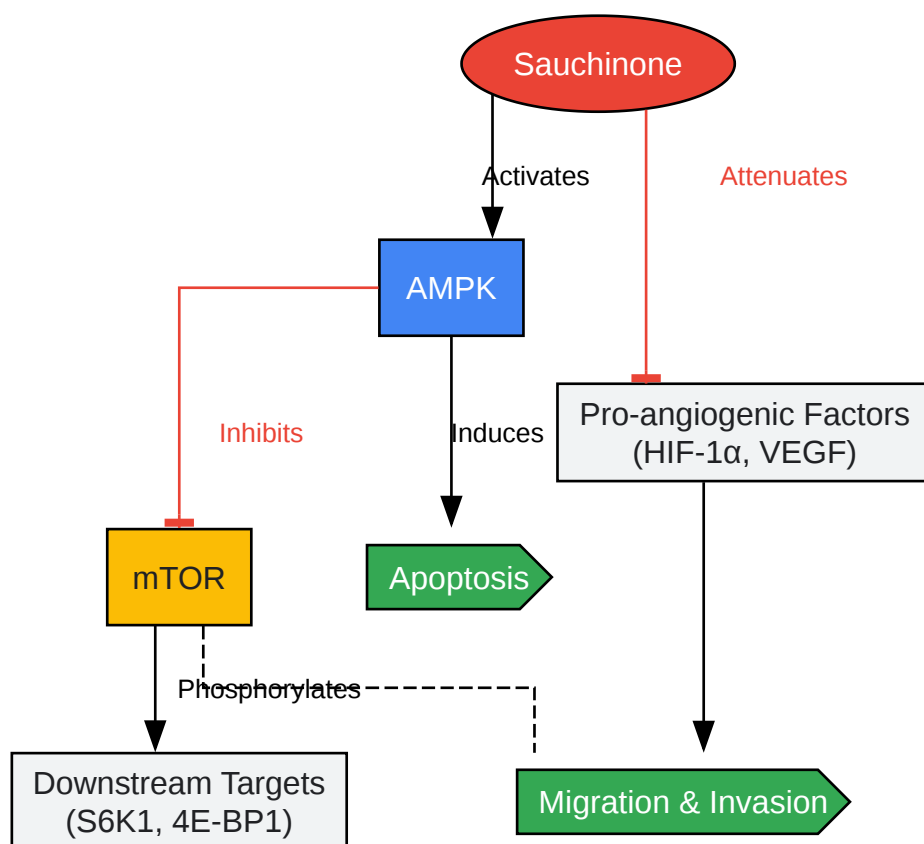 Sauchinone
Activates
Attenuates
AMPK
Inhibits
Induces
Pro-angiogenic Factors
(HIF-1α, VEGF)
mTOR
Apoptosis
Phosphorylates
Downstream Targets
(S6K1, 4E-BP1)
Migration & Invasion